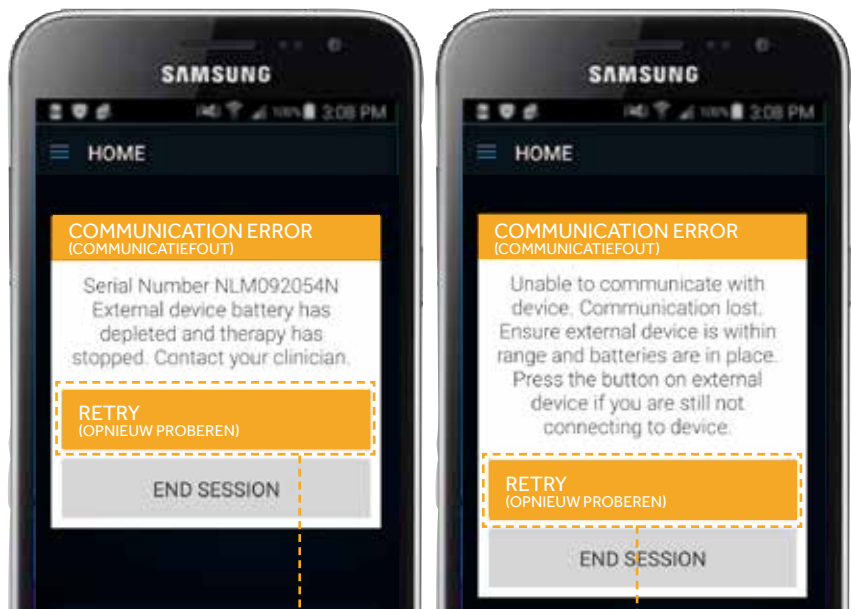 SAMSUNG
100% 3:08 PM
HOME
COMMUNICATION ERROR
(COMMUNICATIEFOUT)
Serial Number NLM092054N
External device battery has
depleted and therapy has
stopped. Contact your clinician.
RETRY
(OPNIEUW PROBEREN)
END SESSION
SAMSUNG
100% 3:08 PM
HOME
COMMUNICATION ERROR
(COMMUNICATIEFOUT)
Unable to communicate with
device. Communication lost.
Ensure external device is within
range and batteries are in place.
Press the button on external
device if you are still not
connecting to device.
RETRY
(OPNIEUW PROBEREN)
END SESSION